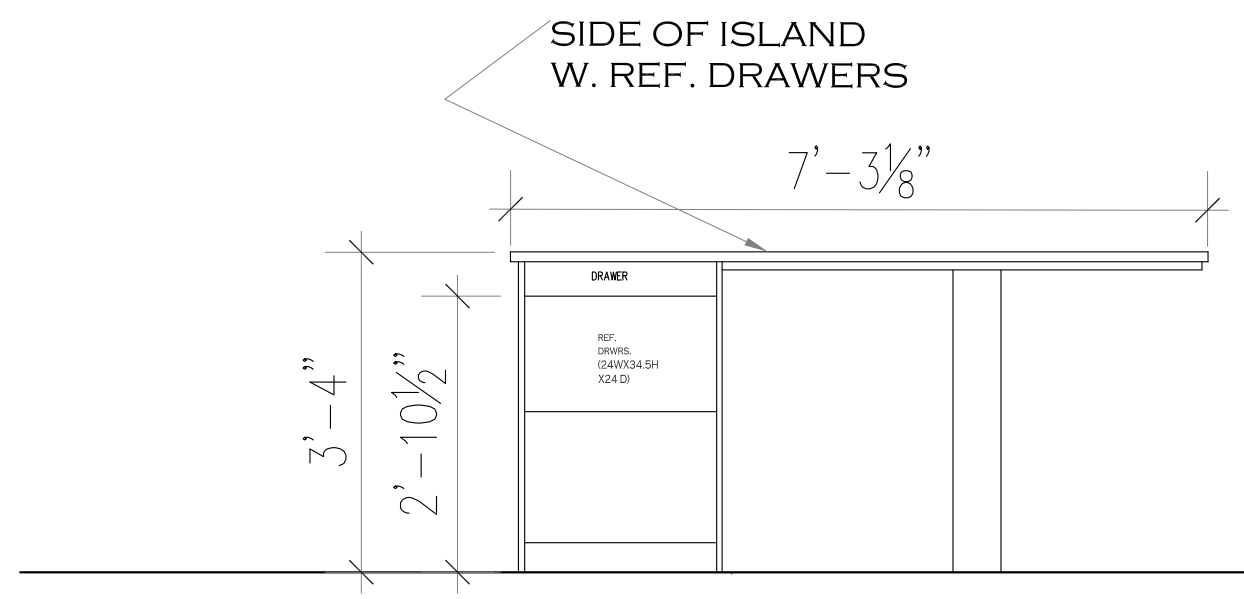 SIDE OF ISLAND
W. REF. DRAWERS
7'-3⅛"
DRAWER
REF.
DRWRS.
(24WX34.5H
X24 D)
3'-4"
2'-10½"